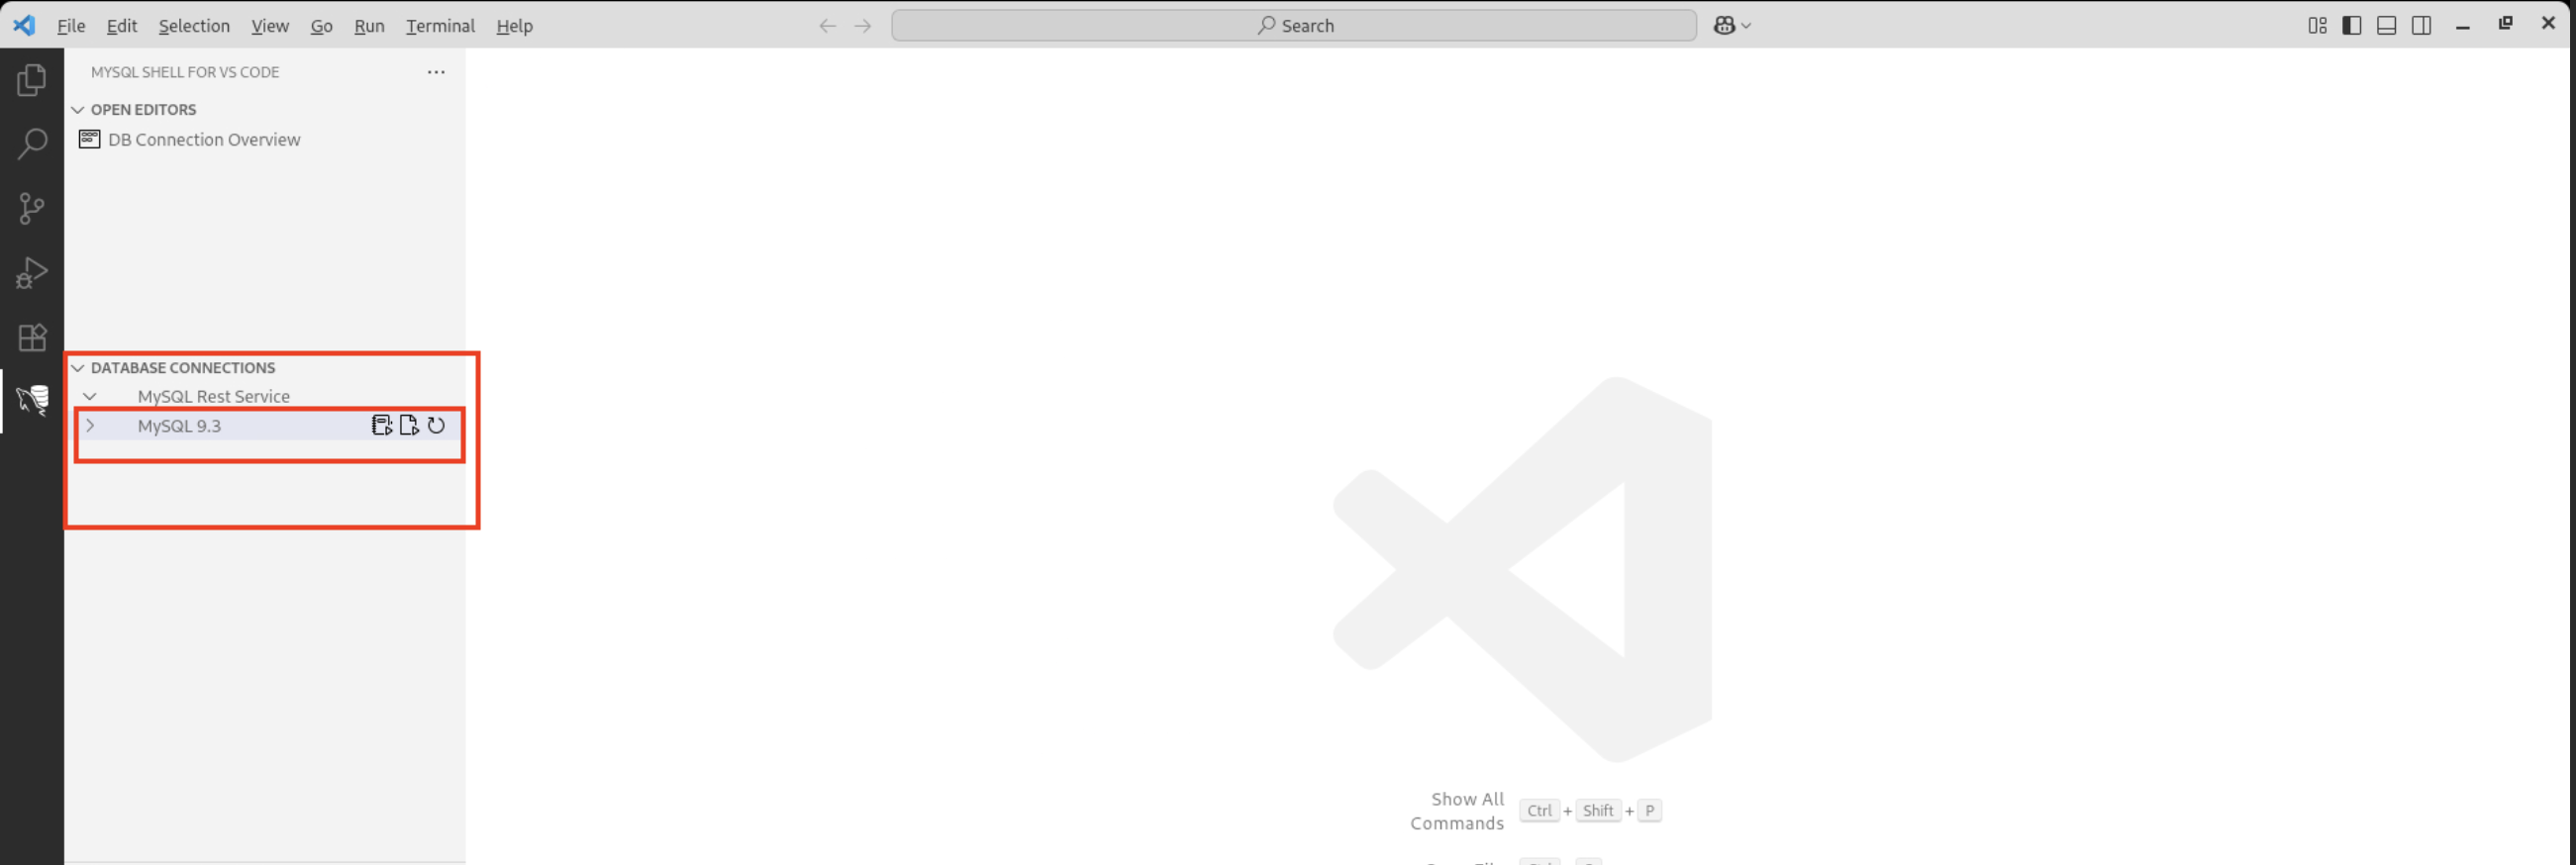 File Edit Selection View Go Run Terminal Help
Search
MYSQL SHELL FOR VS CODE
OPEN EDITORS
DB Connection Overview
DATABASE CONNECTIONS
MySQL Rest Service
MySQL 9.3
Show All
Commands
Ctrl + Shift + P